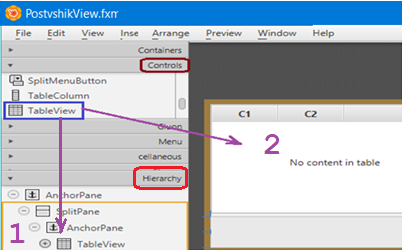 PostvshikView.fxm
File Edit View Inse Arrange Preview Window Help
Containers
Controls
SplitMenuButton
TableColumn
TableView
Gluon
Menu
cellaneous
Hierarchy
AnchorPane
SplitPane
AnchorPane
TableView
1
2
C1 C2
No content in table